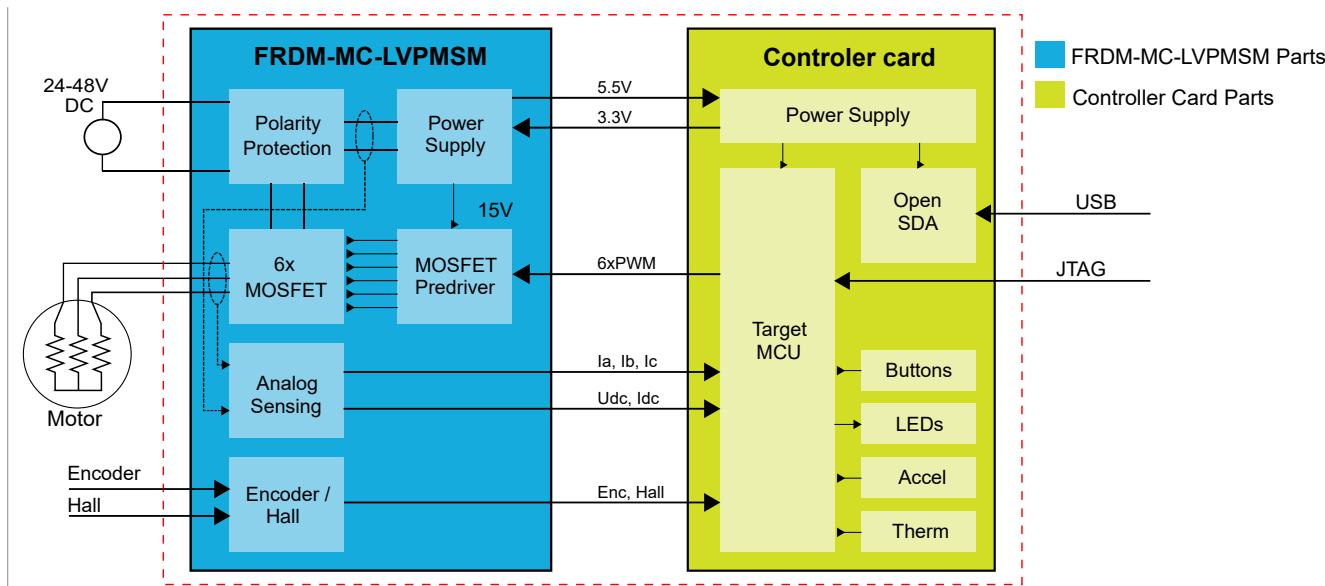 FRDM-MC-LVPMSM
Controler card
FRDM-MC-LVPMSM Parts
Controller Card Parts
24-48V
DC
Polarity
Protection
Power
Supply
5.5V
3.3V
Power Supply
15V
Open
SDA
USB
6x
MOSFET
MOSFET
Predriver
6xPWM
JTAG
Target
MCU
Motor
Analog
Sensing
Ia, Ib, Ic
Udc, Idc
Buttons
LEDs
Accel
Therm
Encoder
Hall
Encoder /
Hall
Enc, Hall